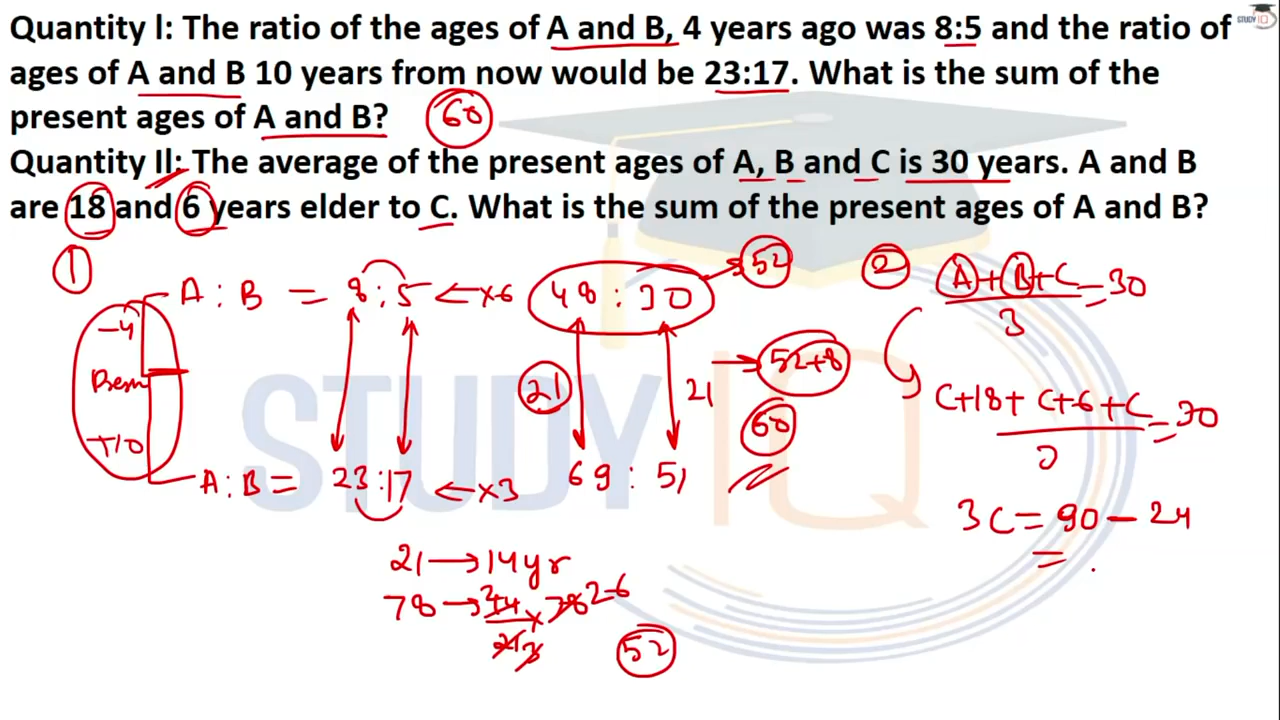 Quantity I: The ratio of the ages of A and B, 4 years ago was 8:5 and the ratio of
ages of A and B 10 years from now would be 23:17. What is the sum of the
present ages of A and B? 60
Quantity II: The average of the present ages of A, B and C is 30 years. A and B
are 18 and 6 years elder to C. What is the sum of the present ages of A and B?
1
A : B = 8 : 5 ← ×6
48 : 30
→ 52
2
A + B + C = 30
3
-4
21
21
→ 52+8
60
C+18 + C+6 + C = 30
3
+10
A : B = 23 : 17 ← ×3
69 : 51
3C = 90 - 24
21 → 14 yr
78 →
52
STUDY IQ
STUDY IQ